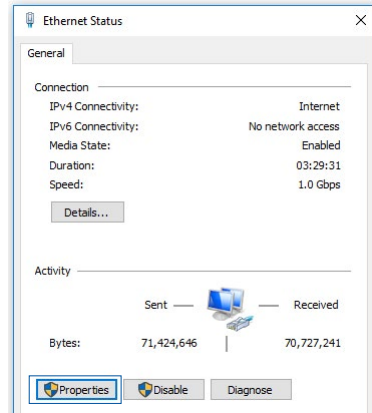 Ethernet Status
General
Connection
IPv4 Connectivity: Internet
IPv6 Connectivity: No network access
Media State: Enabled
Duration: 03:29:31
Speed: 1.0 Gbps
Details...
Activity
Sent Received
Bytes: 71,424,646 70,727,241
Properties Disable Diagnose